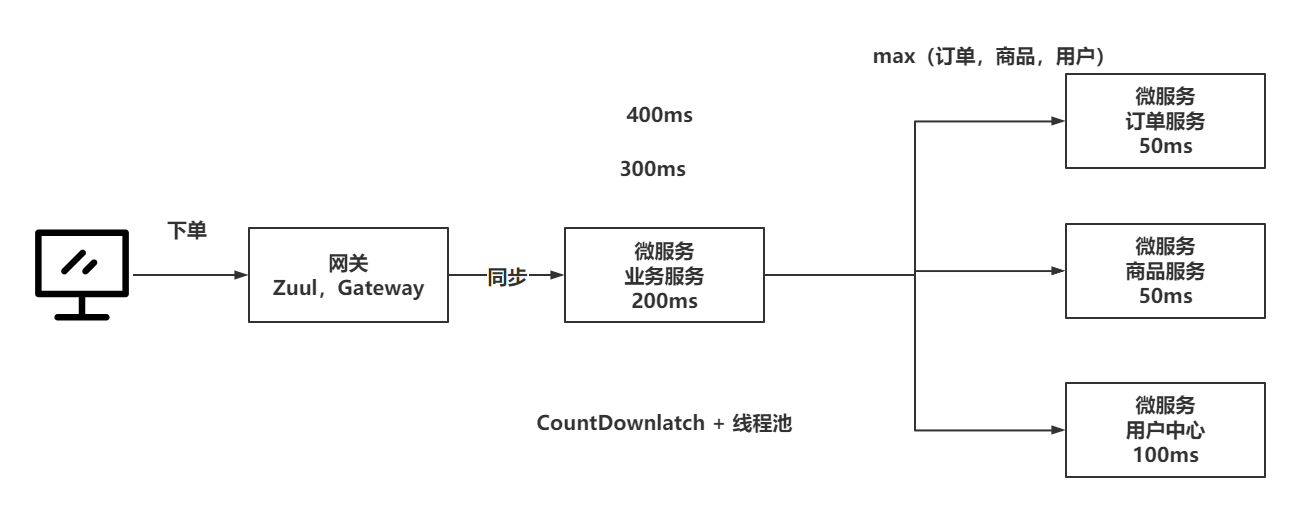 max（订单，商品，用户）
微服务
订单服务
50ms
400ms
300ms
下单
网关
Zuul，Gateway
同步
微服务
业务服务
200ms
微服务
商品服务
50ms
CountDownlatch + 线程池
微服务
用户中心
100ms